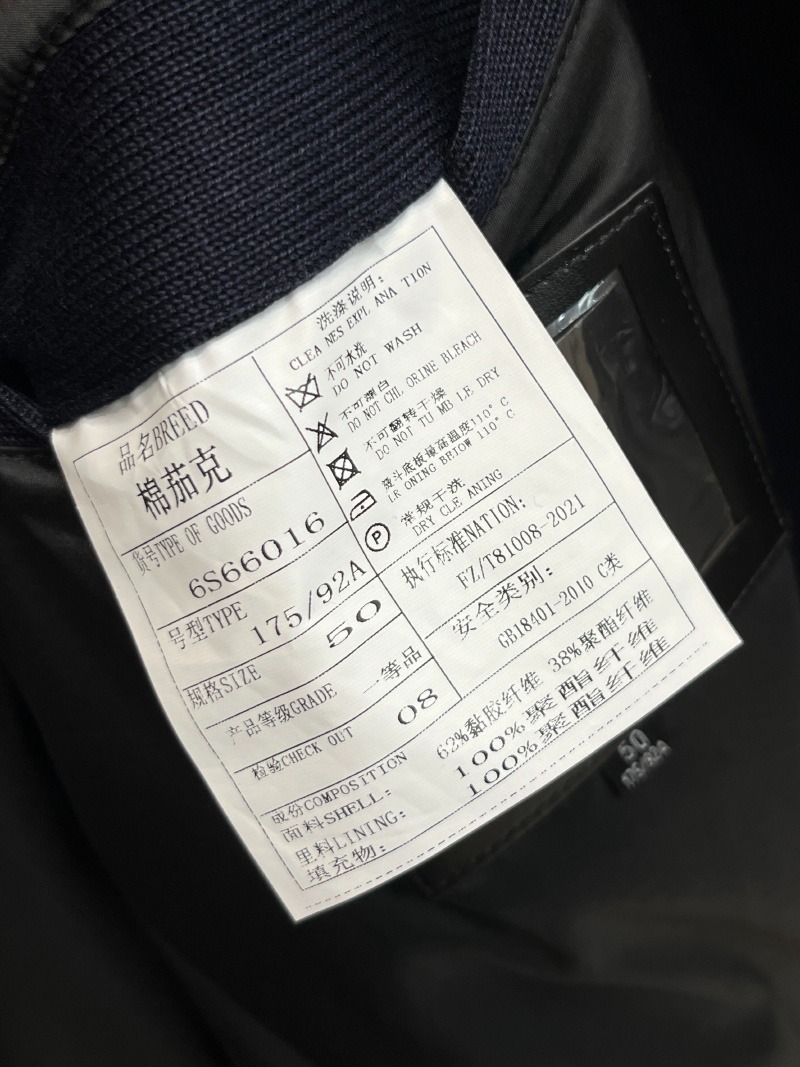 品名BREED
棉茄克
货号TYPE OF GOODS
6S66016
号型TYPE
175/92A
规格SIZE
50
产品等级GRADE
一等品
检验CHECK OUT
08
洗涤说明:
CLEA NES EXPL ANA TION
不可水洗
DO NOT WASH
不可漂白
DO NOT CHL ORINE BLEACH
不可翻转干燥
DO NOT TU MB LE DRY
熨斗底板最高温度110°C
I.R ONING BRIOW 110°C
常规干洗
DRY CLE ANING
P
执行标准NATION:
FZ/T81008-2021
安全类别:
GB18401-2010 C类
成份COMPOSITION
面料SHELL: 62%黏胶纤维 38%聚酯纤维
里料LINING: 100%聚酯纤维
填充物: 100%聚酯纤维
50
175/92A